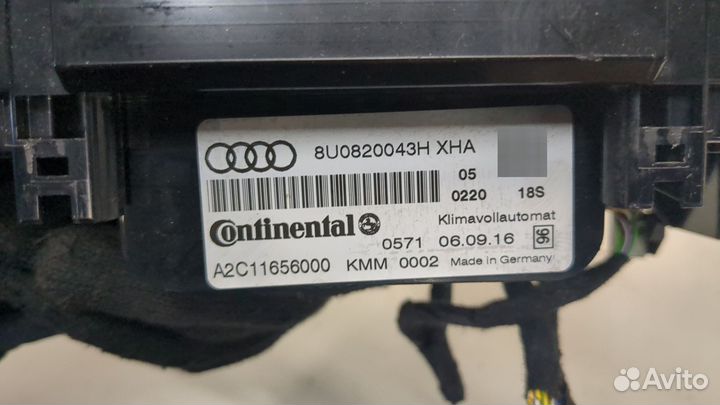 8U0820043H XHA
05
0220 18S
Continental
Klimavollautomat
0571 06.09.16 96
A2C11656000 KMM 0002 Made in Germany
Avito